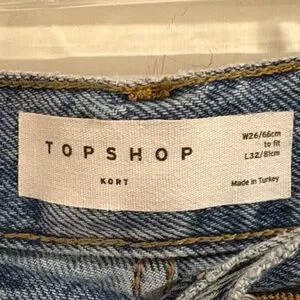 TOPSHOP
KORT
W26/66cm
to fit
L32/81cm
Made in Turkey